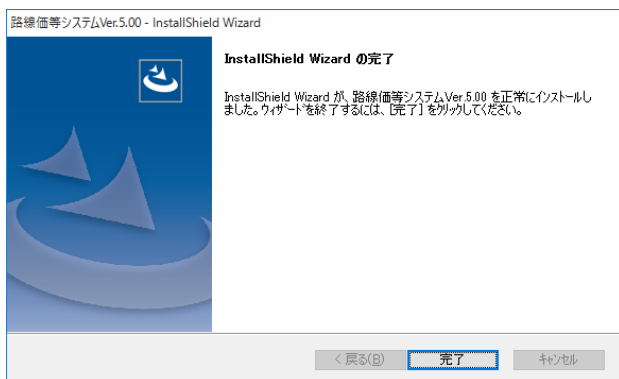 路線価等システムVer.5.00 - InstallShield Wizard
InstallShield Wizard の完了
InstallShield Wizard が、路線価等システムVer.5.00 を正常にインストールし
ました。ウィザードを終了するには、[完了] をクリックしてください。
< 戻る(B) 完了 キャンセル